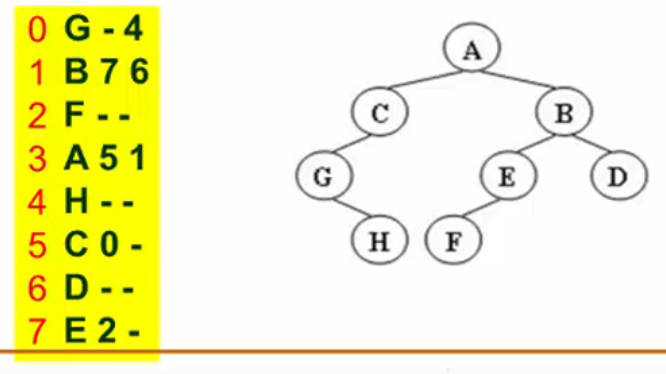 0 G - 4
1 B 7 6
2 F - -
3 A 5 1
4 H - -
5 C 0 -
6 D - -
7 E 2 -
A
C B
G E D
H F